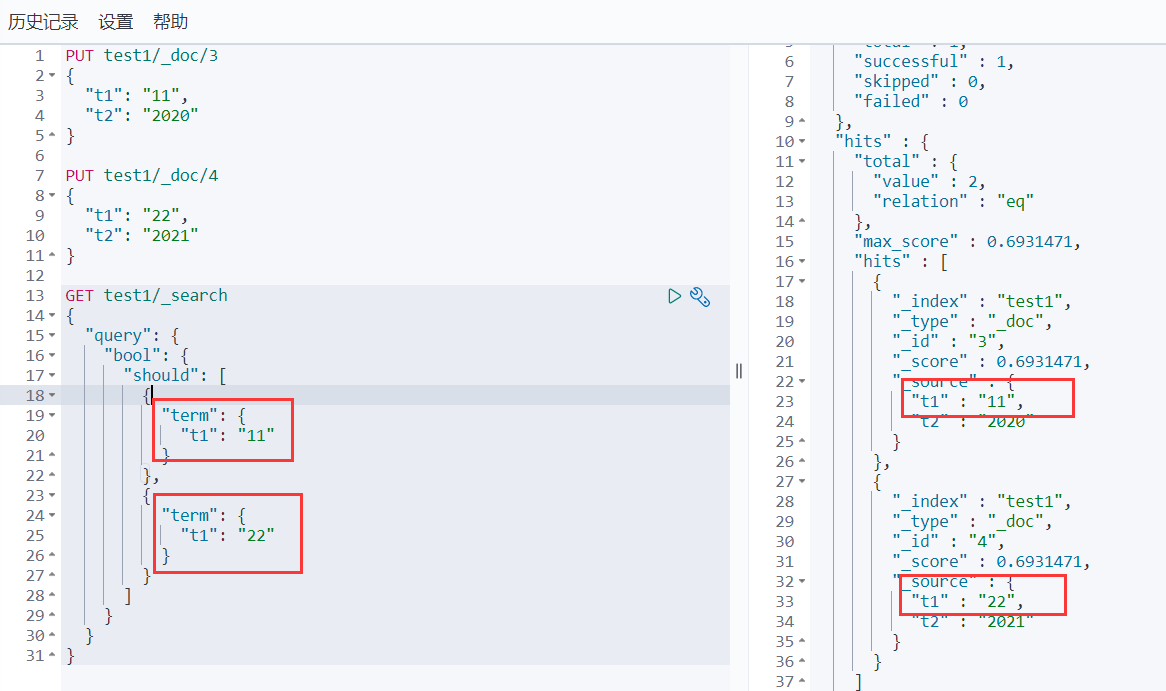 历史记录 设置 帮助
1 PUT test1/_doc/3
2 {
3 "t1": "11",
4 "t2": "2020"
5 }
6
7 PUT test1/_doc/4
8 {
9 "t1": "22",
10 "t2": "2021"
11 }
12
13 GET test1/_search
14 {
15 "query": {
16 "bool": {
17 "should": [
18 {
19 "term": {
20 "t1": "11"
21 }
22 },
23 {
24 "term": {
25 "t1": "22"
26 }
27 }
28 ]
29 }
30 }
31 }
5 "total" : 1,
6 "successful" : 1,
7 "skipped" : 0,
8 "failed" : 0
9 },
10 "hits" : {
11 "total" : {
12 "value" : 2,
13 "relation" : "eq"
14 },
15 "max_score" : 0.6931471,
16 "hits" : [
17 {
18 "_index" : "test1",
19 "_type" : "_doc",
20 "_id" : "3",
21 "_score" : 0.6931471,
22 "_source" : {
23 "t1" : "11",
24 "t2" : "2020"
25 }
26 },
27 {
28 "_index" : "test1",
29 "_type" : "_doc",
30 "_id" : "4",
31 "_score" : 0.6931471,
32 "_source" : {
33 "t1" : "22",
34 "t2" : "2021"
35 }
36 }
37 ]